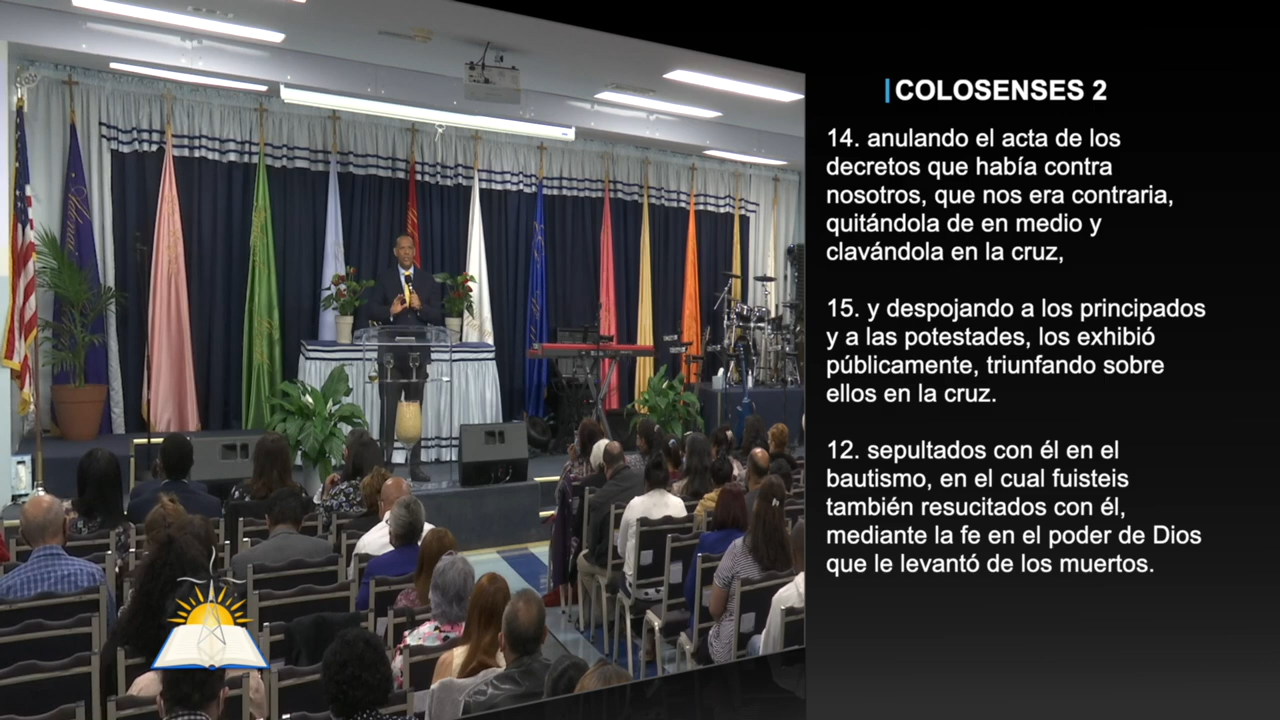 COLOSENSES 2
14. anulando el acta de los
decretos que había contra
nosotros, que nos era contraria,
quitándola de en medio y
clavándola en la cruz,
15. y despojando a los principados
y a las potestades, los exhibió
públicamente, triunfando sobre
ellos en la cruz.
12. sepultados con él en el
bautismo, en el cual fuisteis
también resucitados con él,
mediante la fe en el poder de Dios
que le levantó de los muertos.